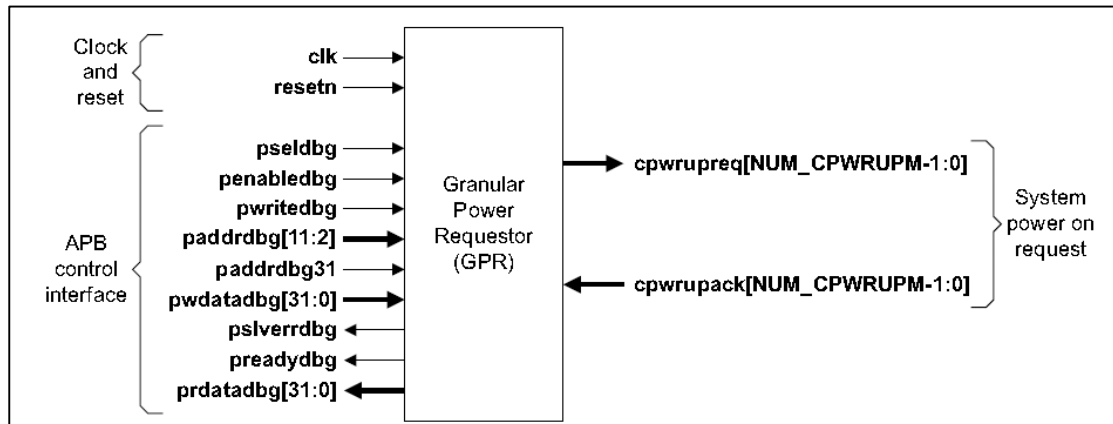 Clock
and
reset
clk
resetn
APB
control
interface
pseldbg
penabledbg
pwritedbg
paddrdbg[11:2]
paddrdbg31
pwdatadbg[31:0]
pslverrdbg
preadydbg
prdatadbg[31:0]
Granular
Power
Requestor
(GPR)
cpwrupreq[NUM_CPWRUPM-1:0]
cpwrupack[NUM_CPWRUPM-1:0]
System
power on
request